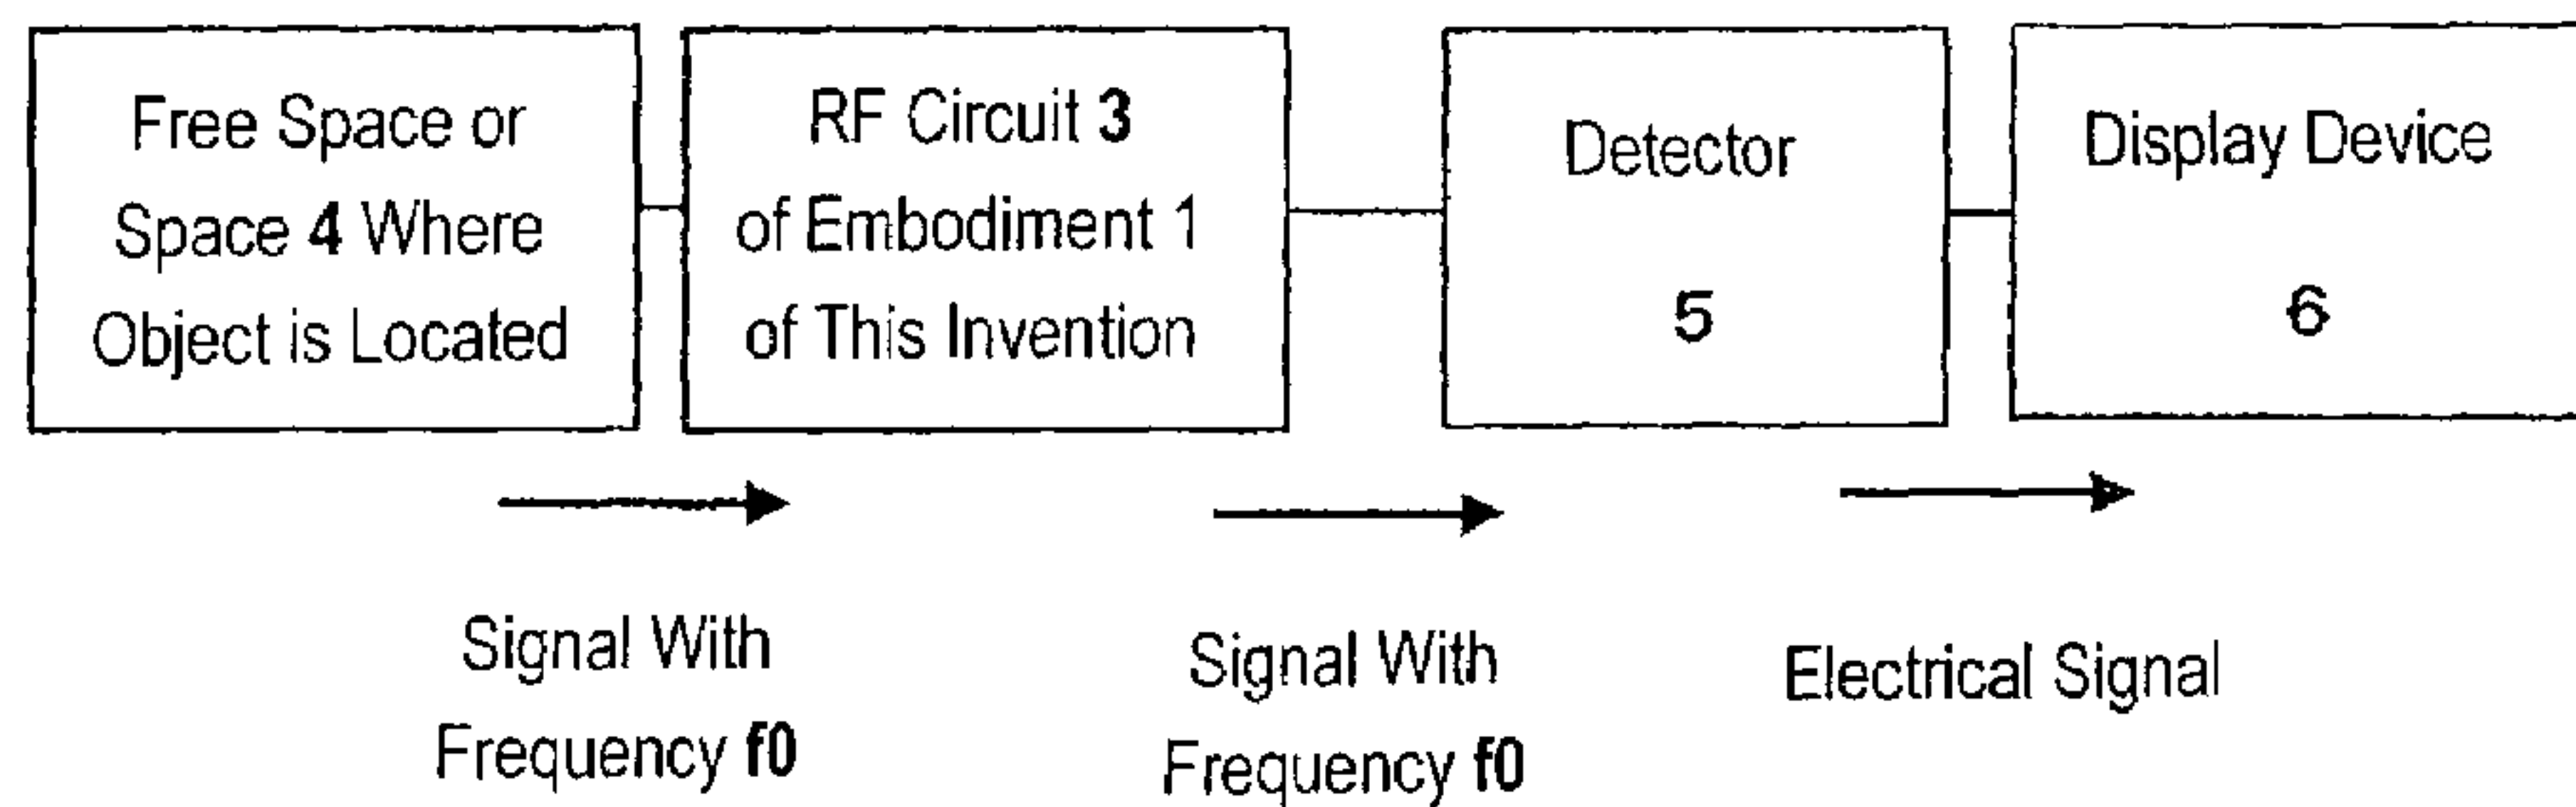 Free Space or
Space 4 Where
Object is Located
RF Circuit 3
of Embodiment 1
of This Invention
Detector
5
Display Device
6
Signal With
Frequency f0
Signal With
Frequency f0
Electrical Signal